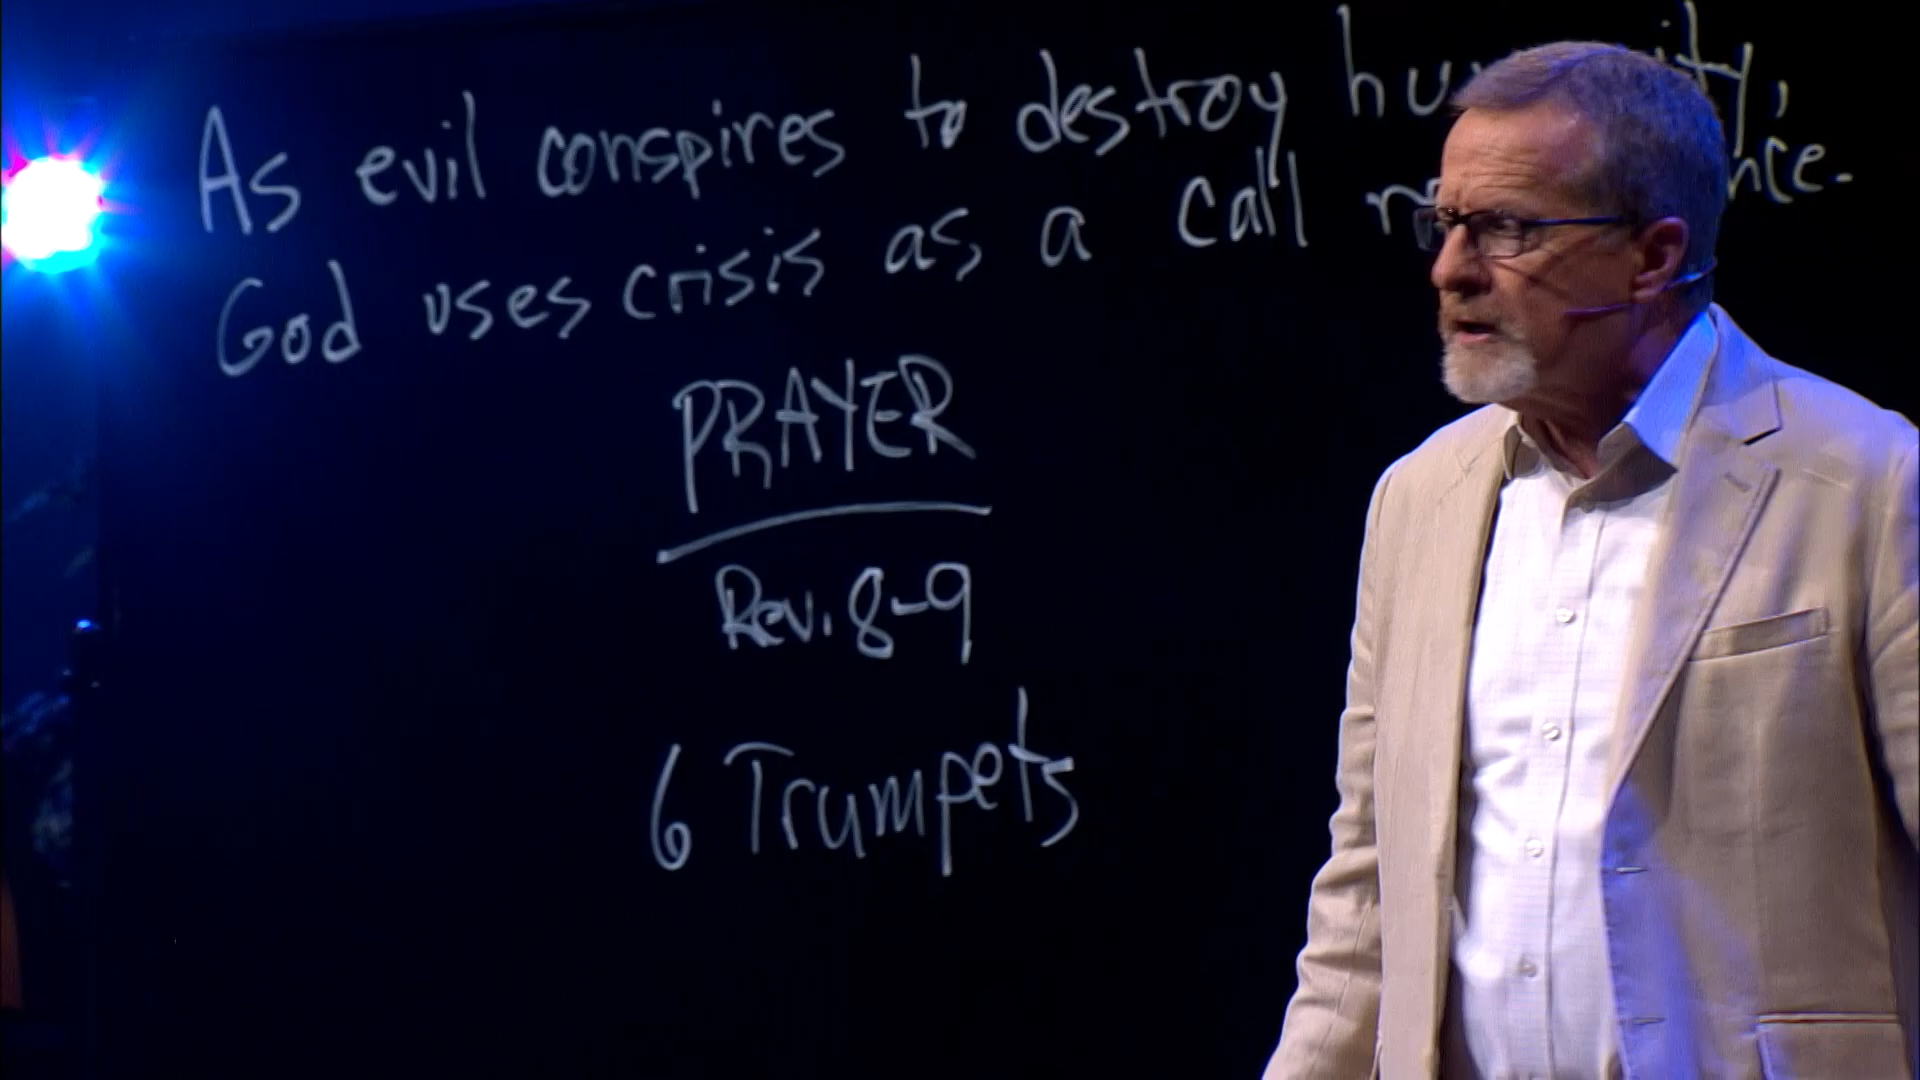 As evil conspires to destroy
God uses crisis as a call
PRAYER
Rev. 8-9
6 Trumpets